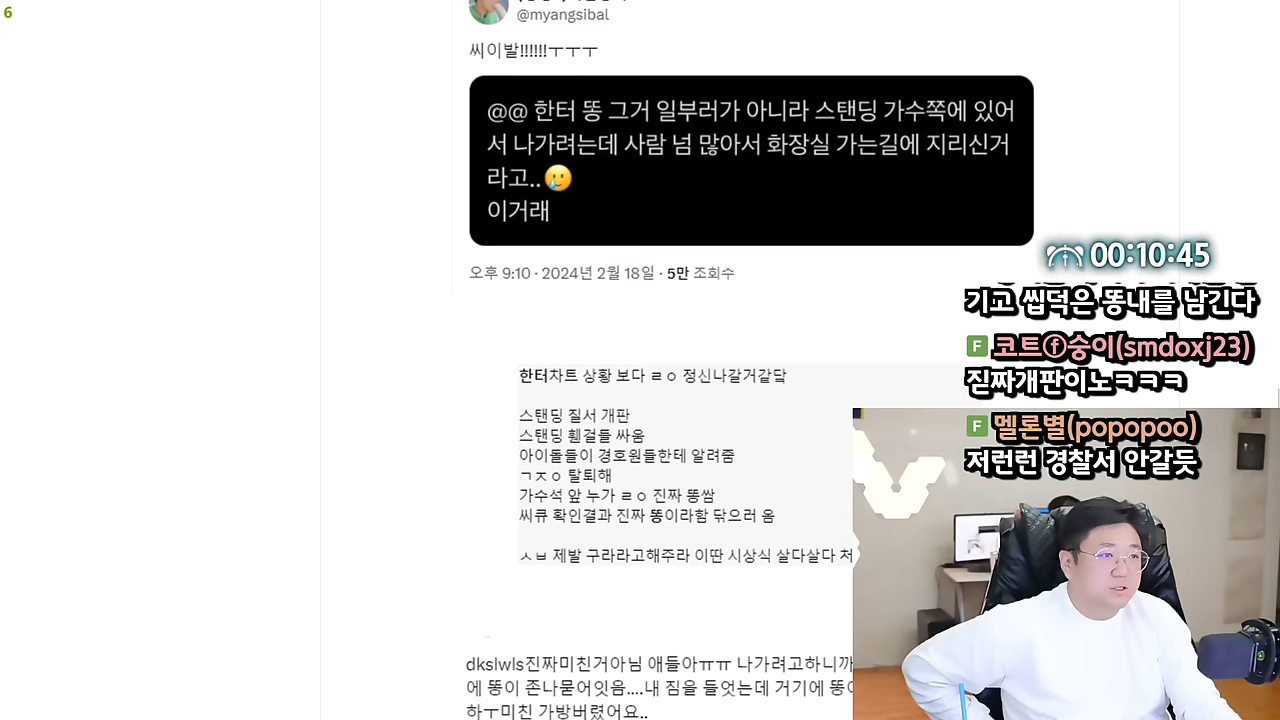 6
@myangsibal
씨이발!!!!!!ㅜㅜㅜ
@@ 한터 똥 그거 일부러가 아니라 스탠딩 가수쪽에 있어
서 나가려는데 사람 넘 많아서 화장실 가는길에 지리신거
라고..🥲
이거래
오후 9:10 · 2024년 2월 18일 · 5만 조회수
한터차트 상황 보다 ㄹㅇ 정신나갈거같닼
스탠딩 질서 개판
스탠딩 휀걸들 싸움
아이돌들이 경호원들한테 알려줌
ㄱㅈㅇ 탈퇴해
가수석 앞 누가 ㄹㅇ 진짜 똥쌈
씨큐 확인결과 진짜 똥이라함 닦으러 옴
ㅅㅂ 제발 구라라고해주라 이딴 시상식 살다살다 처
dkslwls진짜미친거아님 얘들아ㅠㅠ 나가려고하니까
에 똥이 존나묻어잇음....내 짐을 들엇는데 거기에 똥이
하ㅜ미친 가방버렸어요..
00:10:45
기고 씹덕은 똥내를 남긴다
F 코트ⓕ숭이(smdoxj23)
짇짜개판이노ㅋㅋㅋ
F 멜론별(popopoo)
저런런 경찰서 안갈듯